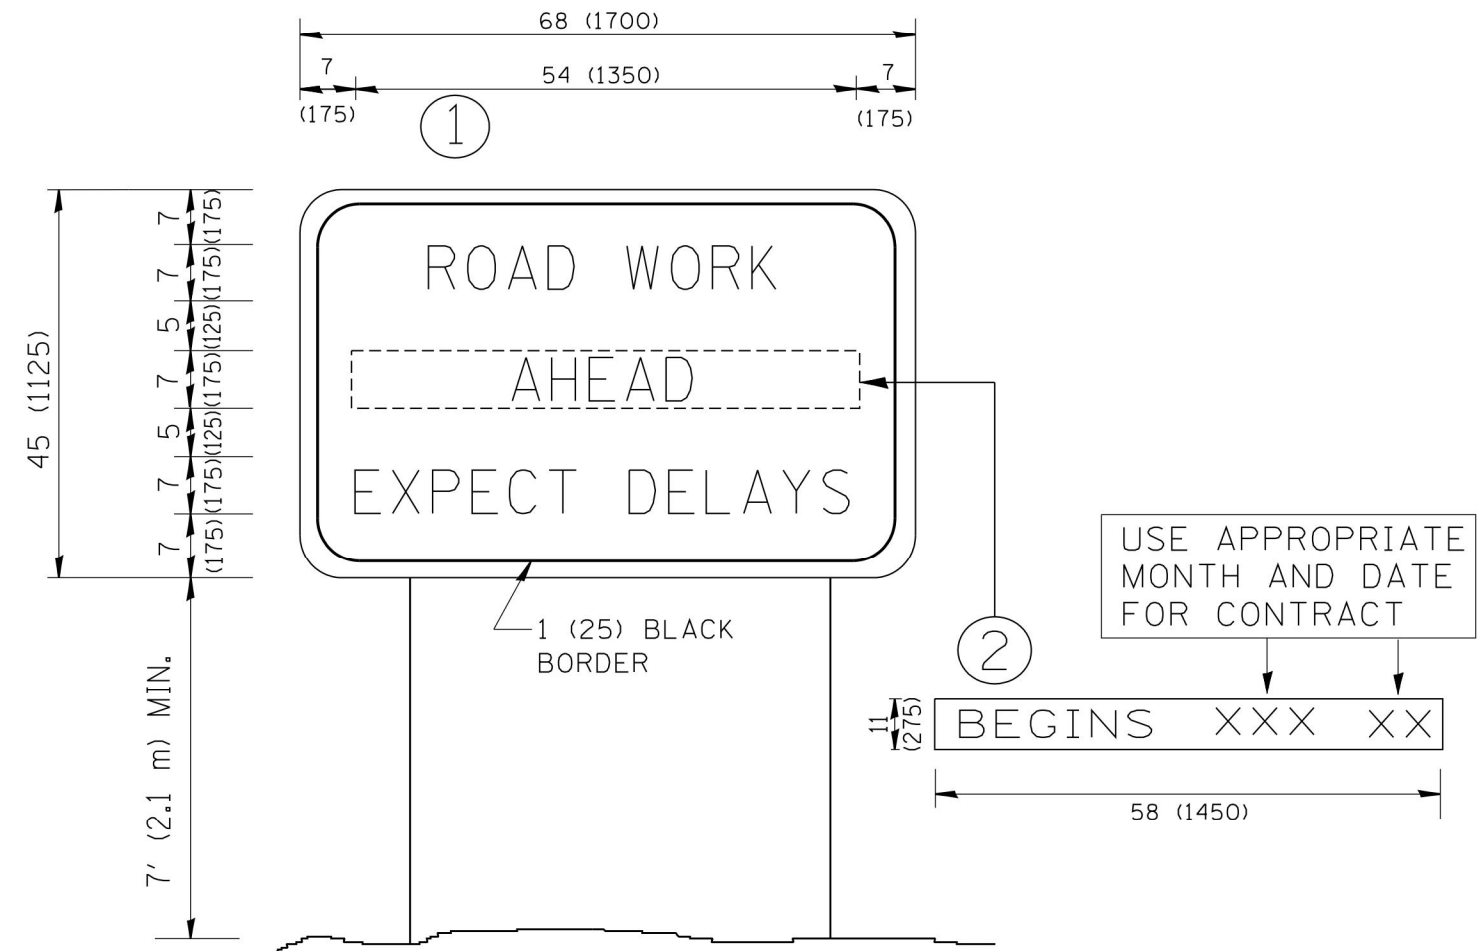 68 (1700)
7
54 (1350)
7
(175)
(175)
1
45 (1125)
7
(175)
7
(175)
5
(125)
7
(175)
5
(125)
7
(175)
7
(175)
ROAD WORK
AHEAD
EXPECT DELAYS
1 (25) BLACK
BORDER
7' (2.1 m) MIN.
USE APPROPRIATE
MONTH AND DATE
FOR CONTRACT
2
11
(275)
BEGINS XXX XX
58 (1450)